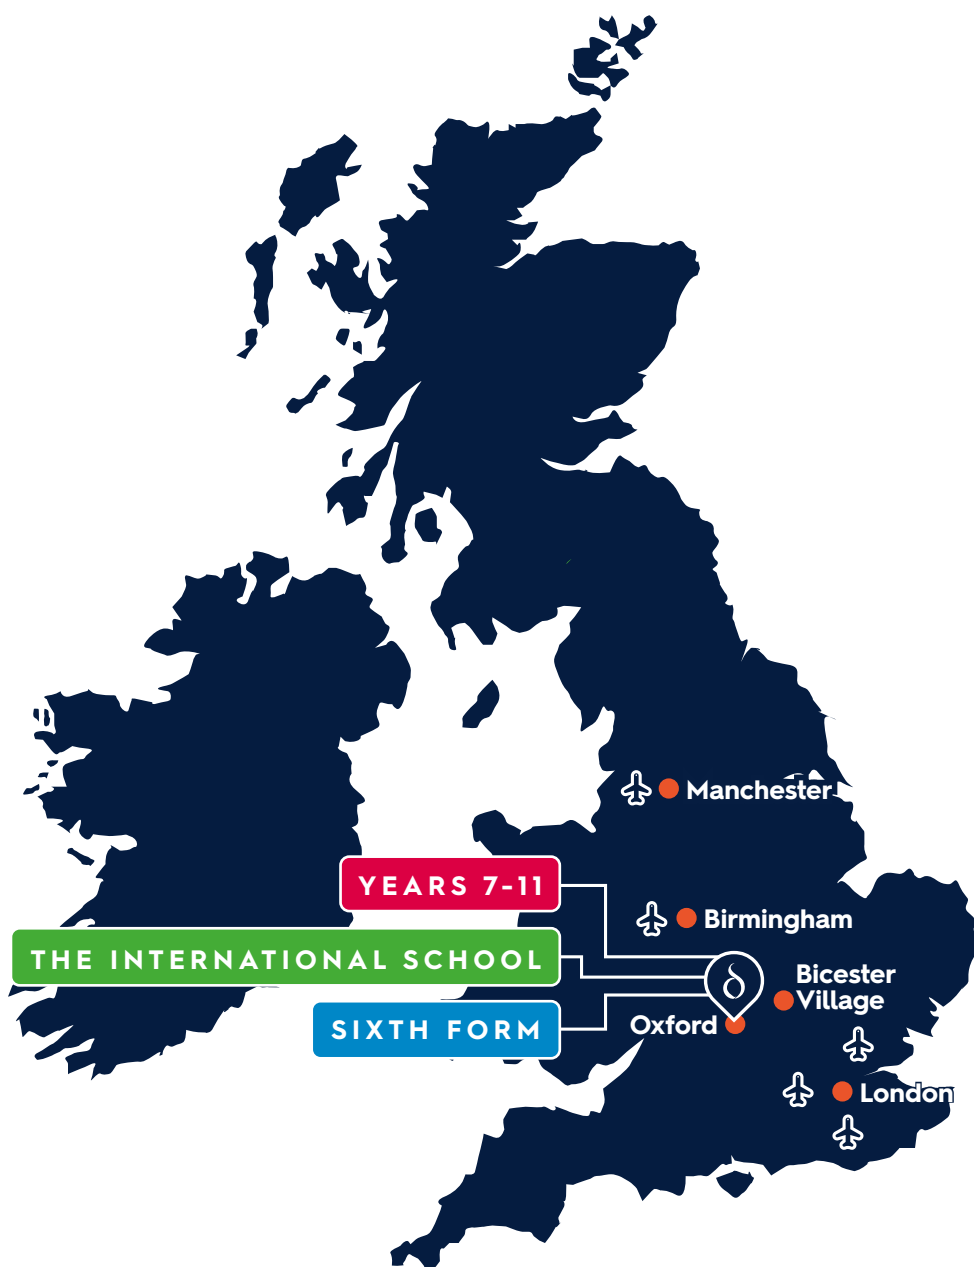 Manchester
YEARS 7-11
Birmingham
THE INTERNATIONAL SCHOOL
Bicester
Village
SIXTH FORM
Oxford
London